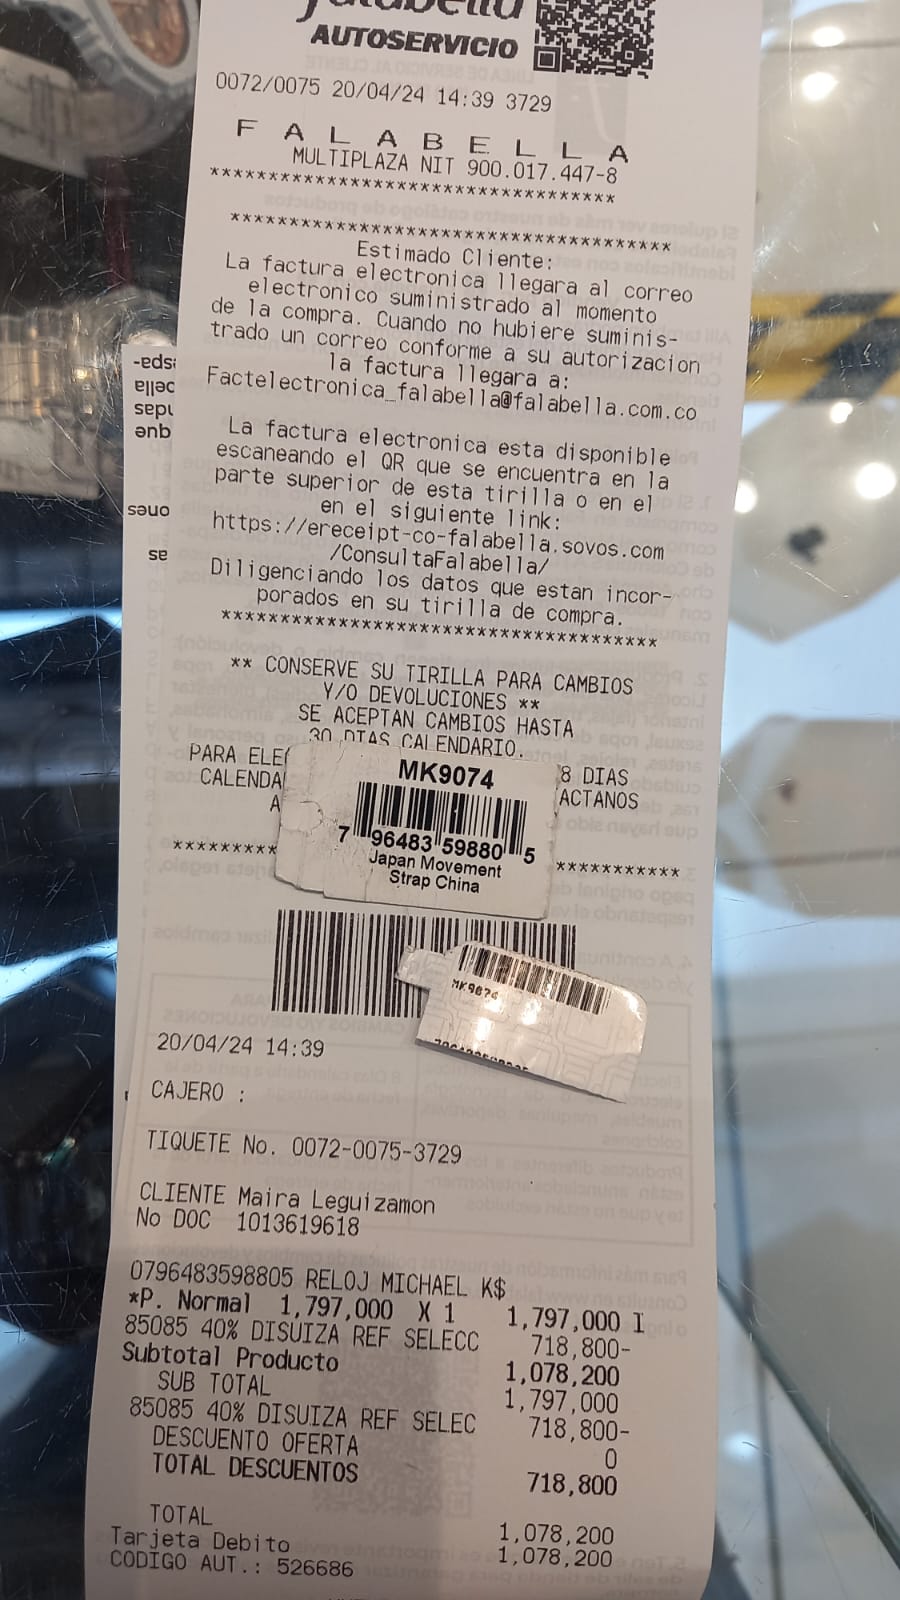 falabella
AUTOSERVICIO
0072/0075 20/04/24 14:39 3729
F A L A B E L L A
MULTIPLAZA NIT 900.017.447-8
************************************
**************************************
Estimado Cliente:
La factura electronica llegara al correo
electronico suministrado al momento
de la compra. Cuando no hubiere suminis-
trado un correo conforme a su autorizacion
la factura llegara a:
Factelectronica_falabella@falabella.com.co
La factura electronica esta disponible
escaneando el QR que se encuentra en la
parte superior de esta tirilla o en el
en el siguiente link:
https://ereceipt-co-falabella.sovos.com
/ConsultaFalabella/
Diligenciando los datos que estan incor-
porados en su tirilla de compra.
**************************************
** CONSERVE SU TIRILLA PARA CAMBIOS
Y/O DEVOLUCIONES **
SE ACEPTAN CAMBIOS HASTA
30 DIAS CALENDARIO.
PARA ELE 8 DIAS
CALENDA ACTANOS
A
********* ***********
MK9074
7 96483 59880 5
Japan Movement
Strap China
MK9074
20/04/24 14:39
CAJERO :
TIQUETE No. 0072-0075-3729
CLIENTE Maira Leguizamon
No DOC 1013619618
0796483598805 RELOJ MICHAEL K$
*P. Normal 1,797,000 X 1 1,797,000 I
85085 40% DISUIZA REF SELECC 718,800-
Subtotal Producto 1,078,200
SUB TOTAL 1,797,000
85085 40% DISUIZA REF SELEC 718,800-
DESCUENTO OFERTA 0
TOTAL DESCUENTOS 718,800
TOTAL 1,078,200
Tarjeta Debito 1,078,200
CODIGO AUT.: 526686